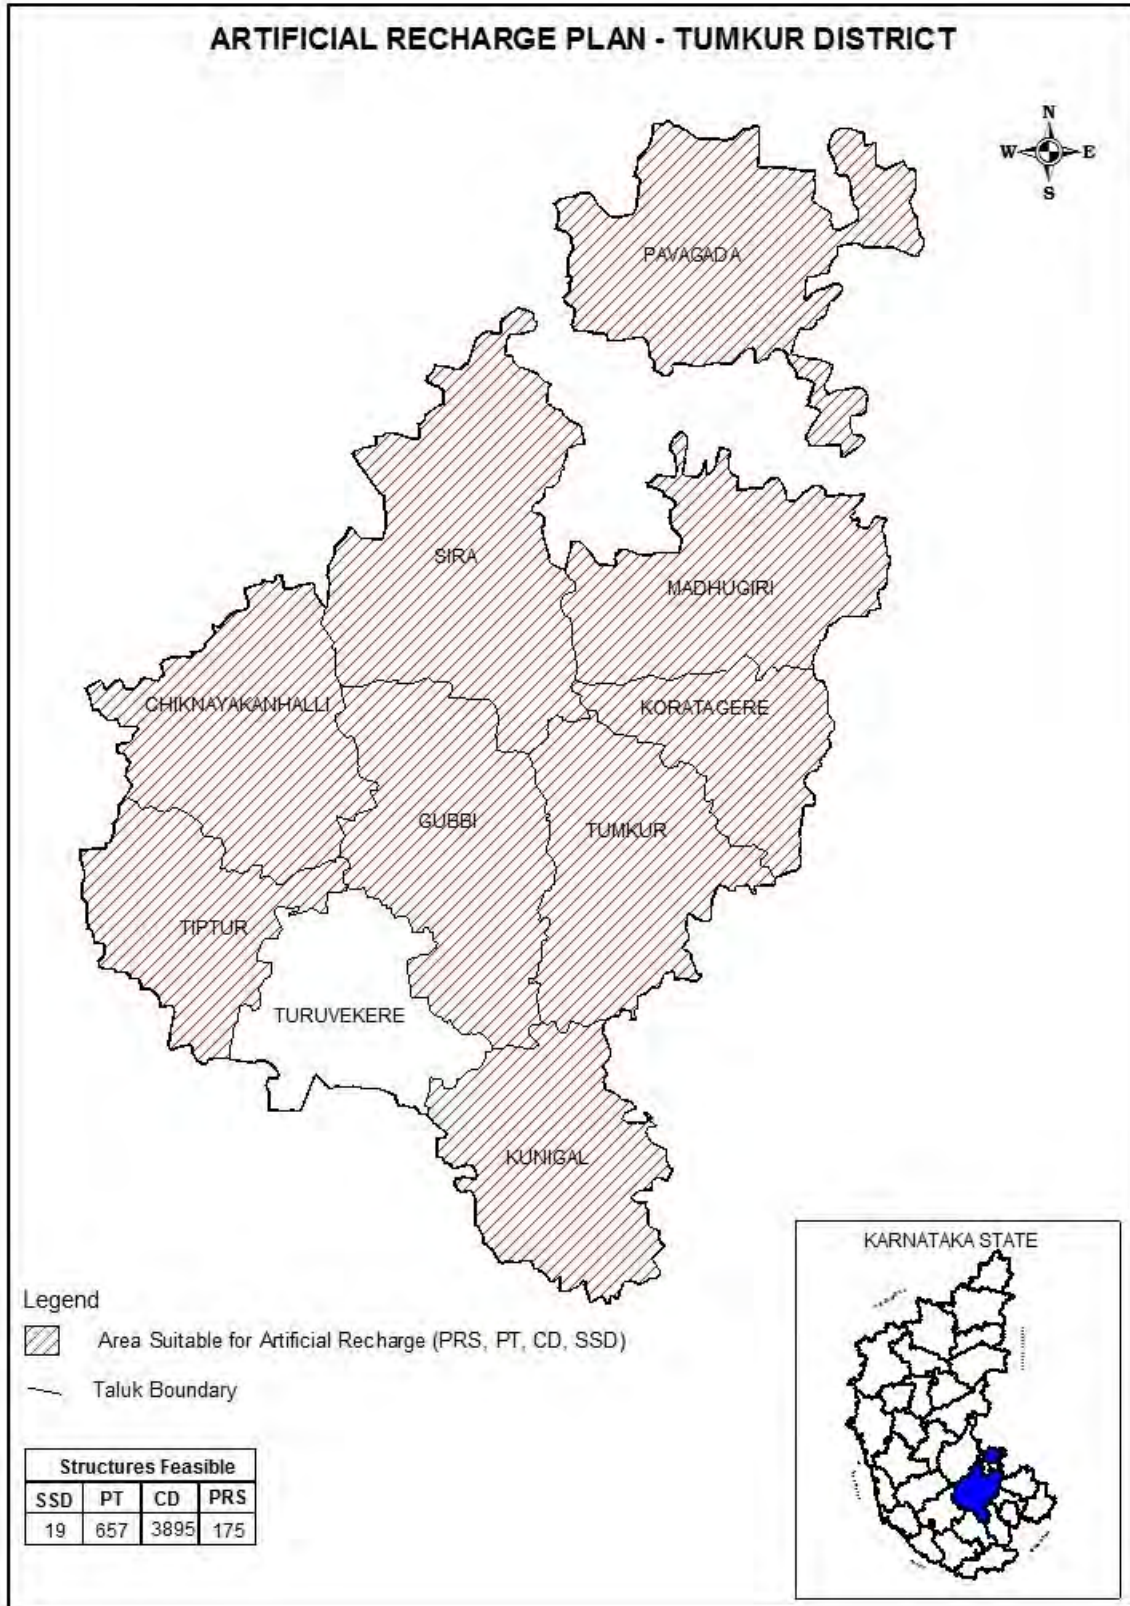 ARTIFICIAL RECHARGE PLAN - TUMKUR DISTRICT
N
W E
S
PAVAGADA
SIRA
MADHUGIRI
CHIKNAYAKANHALLI
KORATAGERE
GUBBI
TUMKUR
TIPTUR
TURUVEKERE
KUNIGAL
KARNATAKA STATE
Legend
Area Suitable for Artificial Recharge (PRS, PT, CD, SSD)
Taluk Boundary
Structures Feasible
SSD PT CD PRS
19 657 3895 175